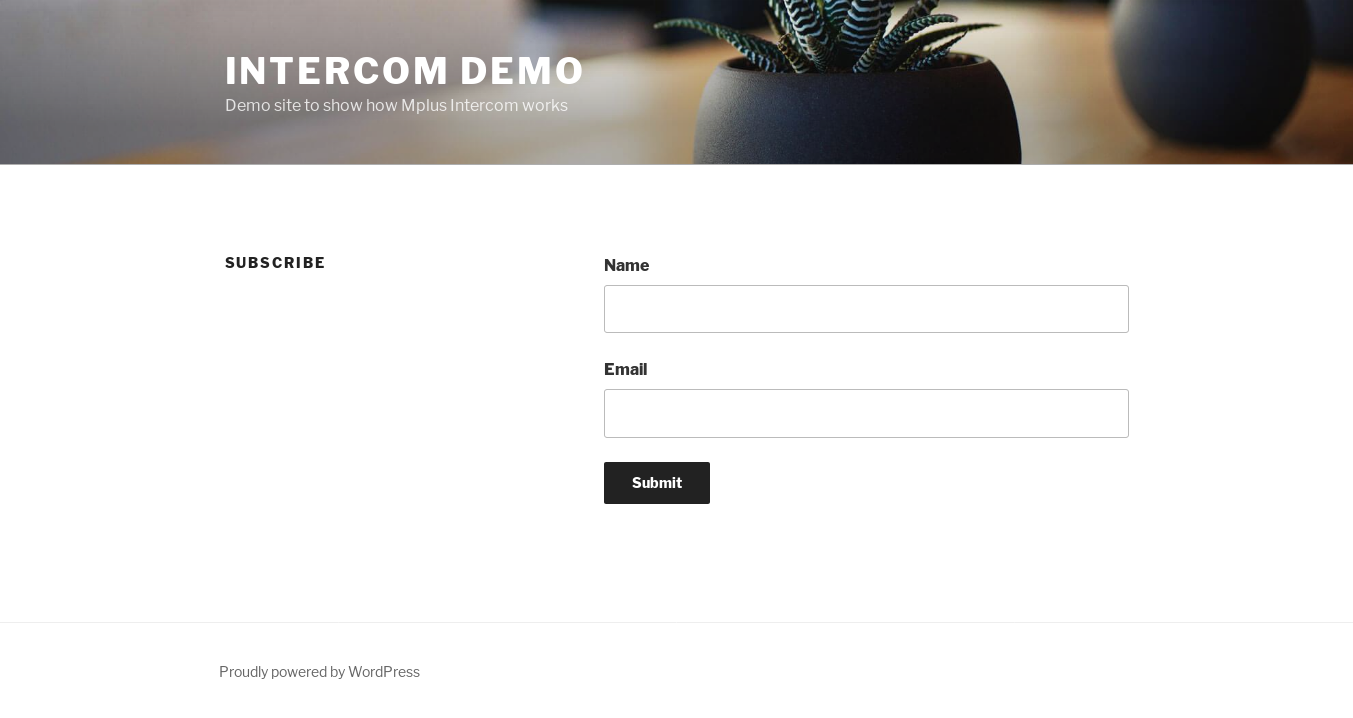 INTERCOM DEMO
Demo site to show how Mplus Intercom works
SUBSCRIBE
Name
Email
Submit
Proudly powered by WordPress